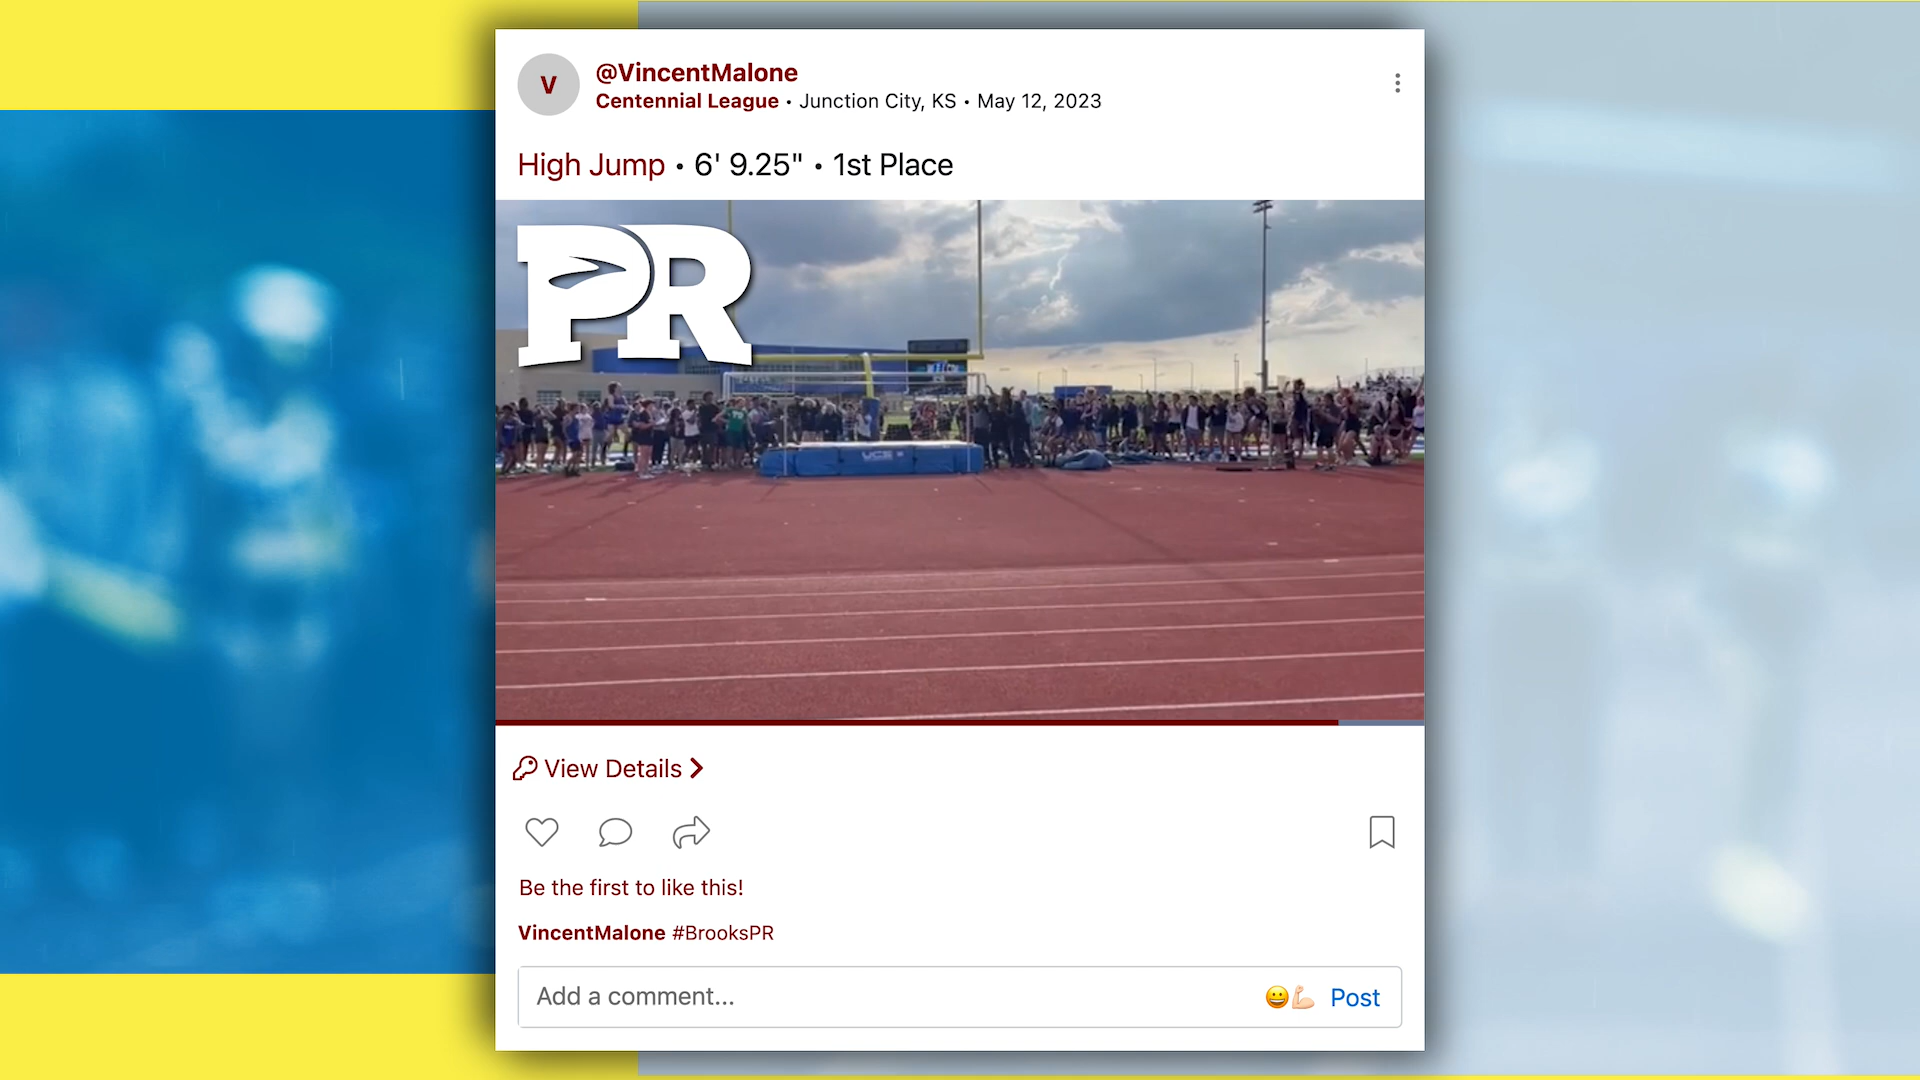 V
@VincentMalone
Centennial League • Junction City, KS • May 12, 2023
High Jump • 6' 9.25" • 1st Place
PR
UCS
View Details
Be the first to like this!
VincentMalone #BrooksPR
Add a comment...
Post